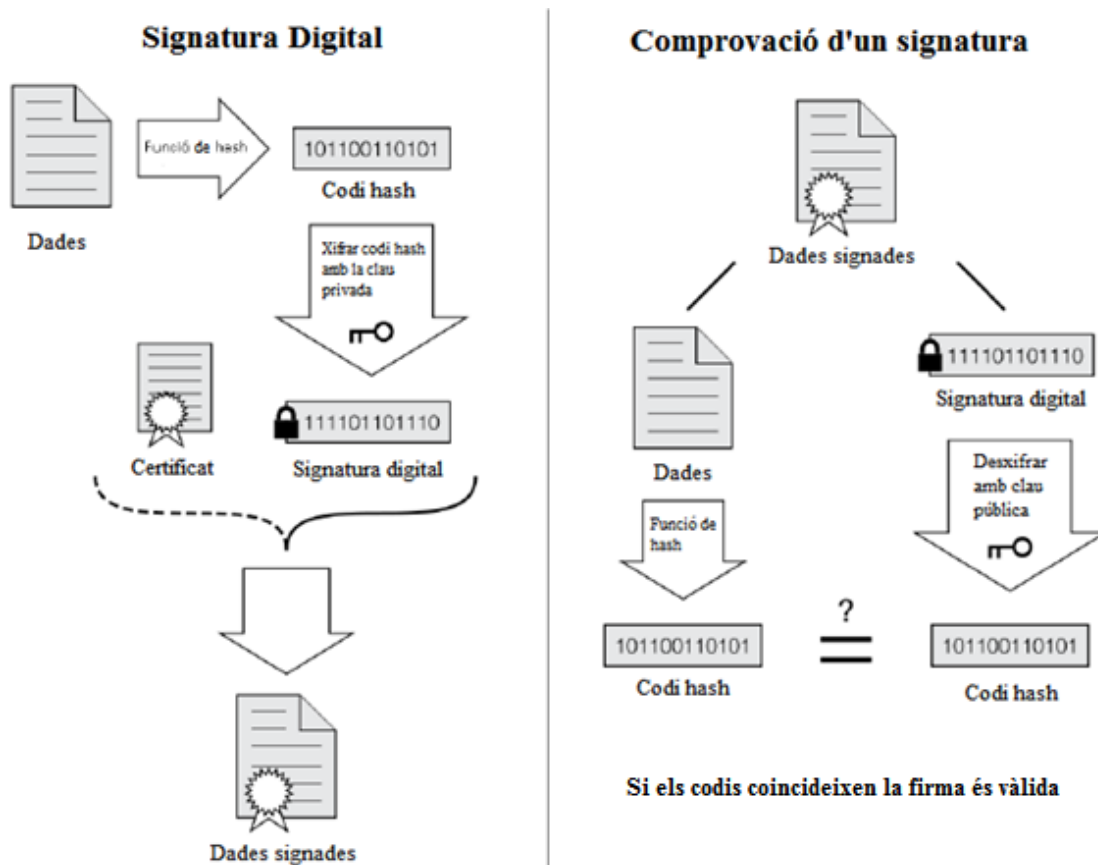 Signatura Digital
Funció de hash
101100110101
Codi hash
Dades
Xifrar codi hash
amb la clau
privada
111101101110
Certificat
Signatura digital
Dades signades
Comprovació d'un signatura
Dades signades
111101101110
Signatura digital
Dades
Desxifrar
amb clau
pública
Funció de
hash
?
101100110101
101100110101
Codi hash
Codi hash
Si els codis coincideixen la firma és vàlida